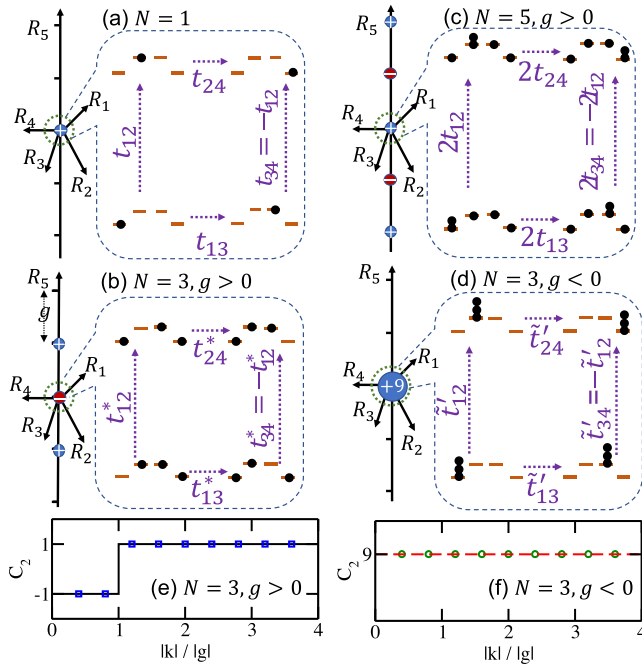 (a) N = 1
R₅
R₁
R₄
R₃
R₂
t₁₂
t₂₄
t₃₄ = −t₁₂
t₁₃
(c) N = 5, g > 0
R₅
R₁
R₄
R₃
R₂
2t₁₂
2t₂₄
2t₃₄ = −2t₁₂
2t₁₃
(b) N = 3, g > 0
R₅
g
R₁
R₄
R₃
R₂
t*₁₂
t*₂₄
t*₃₄ = −t*₁₂
t*₁₃
(d) N = 3, g < 0
R₅
+9
R₁
R₄
R₃
R₂
t̃′₁₂
t̃′₂₄
t̃′₃₄ = −t̃′₁₂
t̃′₁₃
C₂
1
-1
(e) N = 3, g > 0
0 1 2 3 4
|k| / |g|
C₂
9
(f) N = 3, g < 0
0 1 2 3 4
|k| / |g|